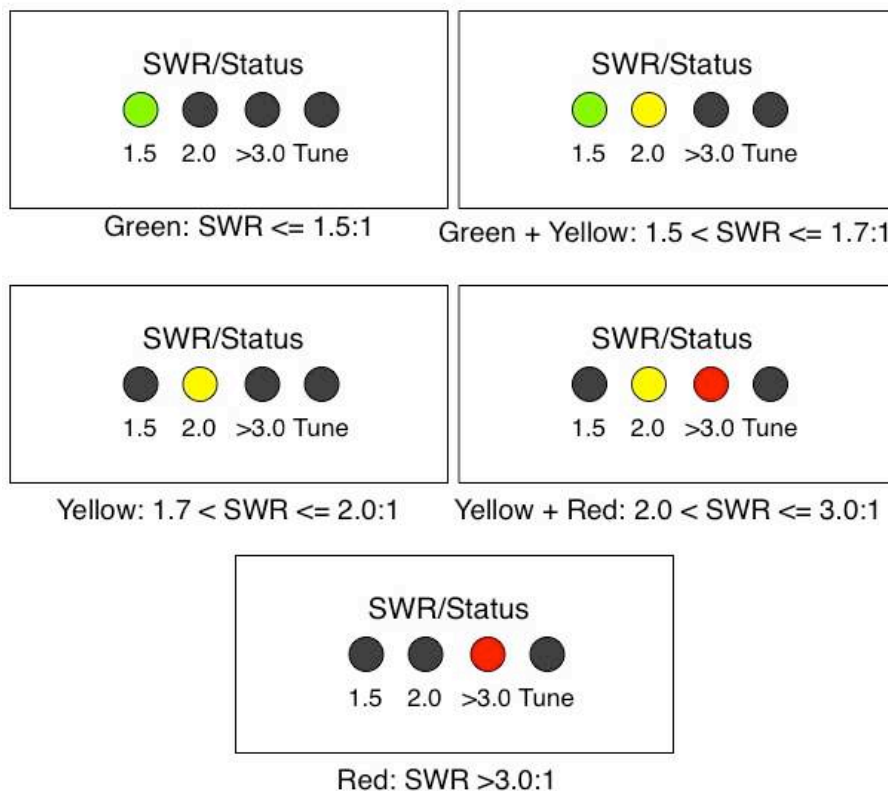 SWR/Status
1.5 2.0 >3.0 Tune
Green: SWR <= 1.5:1
SWR/Status
1.5 2.0 >3.0 Tune
Green + Yellow: 1.5 < SWR <= 1.7:1
SWR/Status
1.5 2.0 >3.0 Tune
Yellow: 1.7 < SWR <= 2.0:1
SWR/Status
1.5 2.0 >3.0 Tune
Yellow + Red: 2.0 < SWR <= 3.0:1
SWR/Status
1.5 2.0 >3.0 Tune
Red: SWR >3.0:1